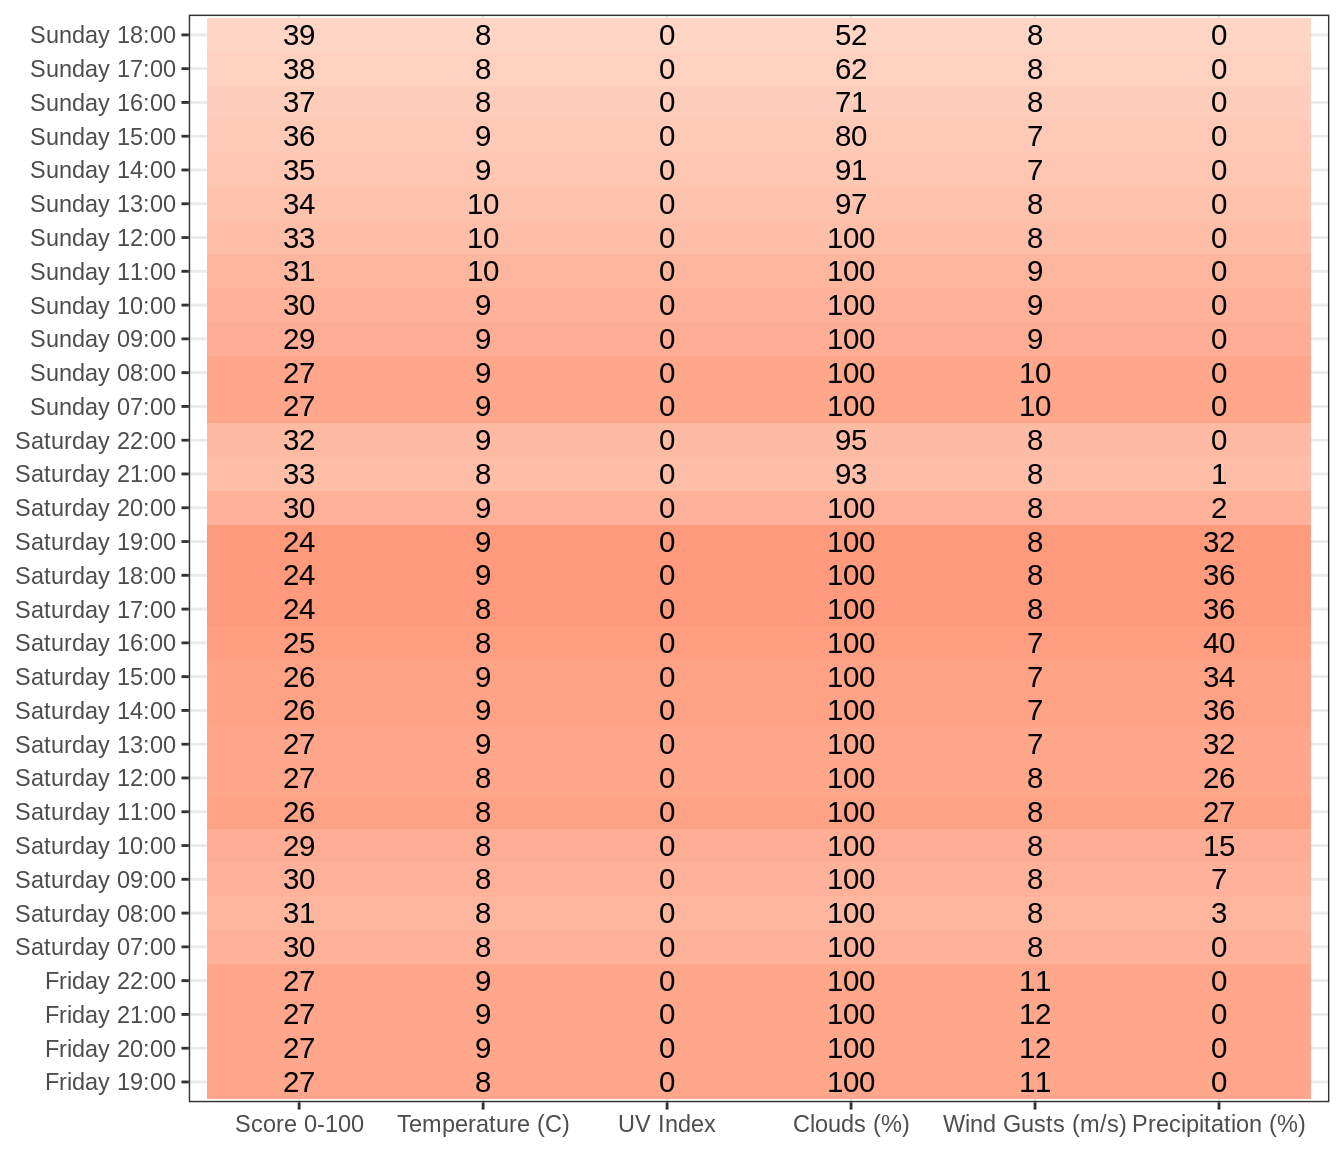 Sunday 18:00 39 8 0 52 8 0
Sunday 17:00 38 8 0 62 8 0
Sunday 16:00 37 8 0 71 8 0
Sunday 15:00 36 9 0 80 7 0
Sunday 14:00 35 9 0 91 7 0
Sunday 13:00 34 10 0 97 8 0
Sunday 12:00 33 10 0 100 8 0
Sunday 11:00 31 10 0 100 9 0
Sunday 10:00 30 9 0 100 9 0
Sunday 09:00 29 9 0 100 9 0
Sunday 08:00 27 9 0 100 10 0
Sunday 07:00 27 9 0 100 10 0
Saturday 22:00 32 9 0 95 8 0
Saturday 21:00 33 8 0 93 8 1
Saturday 20:00 30 9 0 100 8 2
Saturday 19:00 24 9 0 100 8 32
Saturday 18:00 24 9 0 100 8 36
Saturday 17:00 24 8 0 100 8 36
Saturday 16:00 25 8 0 100 7 40
Saturday 15:00 26 9 0 100 7 34
Saturday 14:00 26 9 0 100 7 36
Saturday 13:00 27 9 0 100 7 32
Saturday 12:00 27 8 0 100 8 26
Saturday 11:00 26 8 0 100 8 27
Saturday 10:00 29 8 0 100 8 15
Saturday 09:00 30 8 0 100 8 7
Saturday 08:00 31 8 0 100 8 3
Saturday 07:00 30 8 0 100 8 0
Friday 22:00 27 9 0 100 11 0
Friday 21:00 27 9 0 100 12 0
Friday 20:00 27 9 0 100 12 0
Friday 19:00 27 8 0 100 11 0
Score 0-100 Temperature (C) UV Index Clouds (%) Wind Gusts (m/s) Precipitation (%)